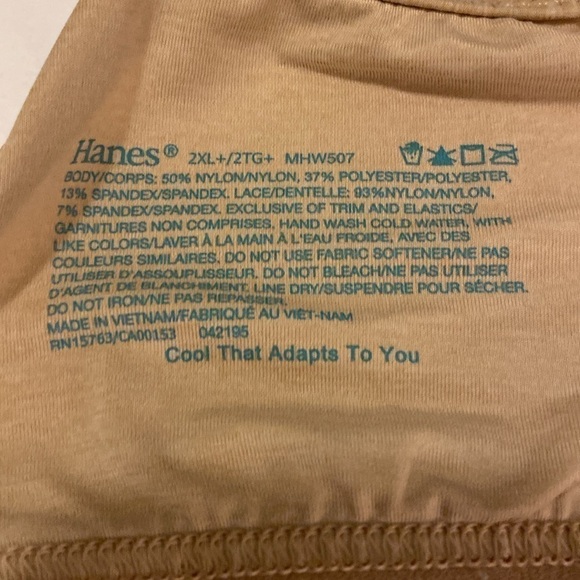 Hanes® 2XL+/2TG+ MHW507
BODY/CORPS: 50% NYLON/NYLON, 37% POLYESTER/POLYESTER,
13% SPANDEX/SPANDEX. LACE/DENTELLE: 93%NYLON/NYLON,
7% SPANDEX/SPANDEX. EXCLUSIVE OF TRIM AND ELASTICS/
GARNITURES NON COMPRISES. HAND WASH COLD WATER, WITH
LIKE COLORS/LAVER À LA MAIN À L'EAU FROIDE, AVEC DES
COULEURS SIMILAIRES. DO NOT USE FABRIC SOFTENER/NE PAS
UTILISER D'ASSOUPLISSEUR. DO NOT BLEACH/NE PAS UTILISER
D'AGENT DE BLANCHIMENT. LINE DRY/SUSPENDRE POUR SÉCHER.
DO NOT IRON/NE PAS REPASSER.
MADE IN VIETNAM/FABRIQUÉ AU VIÊT-NAM
RN15763/CA00153 042195
Cool That Adapts To You